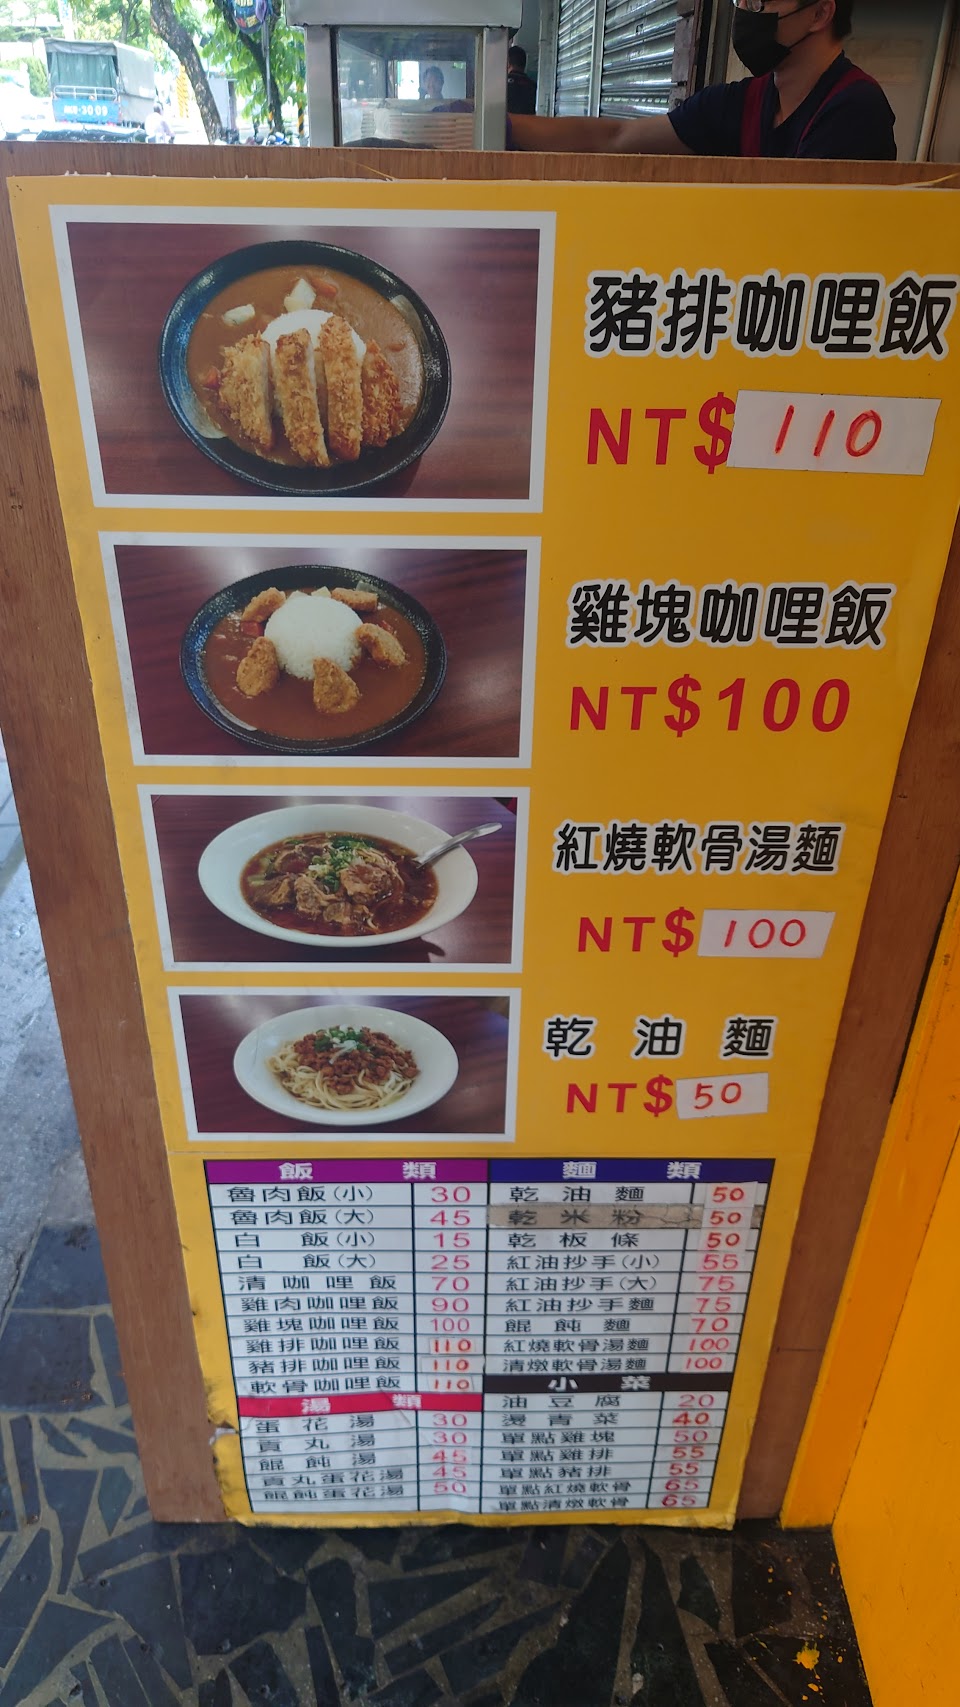 豬排咖哩飯
NT$110
雞塊咖哩飯
NT$100
紅燒軟骨湯麵
NT$100
乾油麵
NT$50
飯類
魯肉飯(小) 30
魯肉飯(大) 45
白飯(小) 15
白飯(大) 25
清咖哩飯 70
雞肉咖哩飯 90
雞塊咖哩飯 100
雞排咖哩飯 110
豬排咖哩飯 110
軟骨咖哩飯 110
湯類
蛋花湯 30
貢丸湯 30
餛飩湯 45
貢丸蛋花湯 45
餛飩蛋花湯 50
麵類
乾油麵 50
乾米粉 50
乾板條 50
紅油抄手(小) 55
紅油抄手(大) 75
紅油抄手麵 75
餛飩麵 70
紅燒軟骨湯麵 100
清燉軟骨湯麵 100
小菜
油豆腐 20
燙青菜 40
單點雞塊 50
單點雞排 55
單點豬排 55
單點紅燒軟骨 65
單點清燉軟骨 65